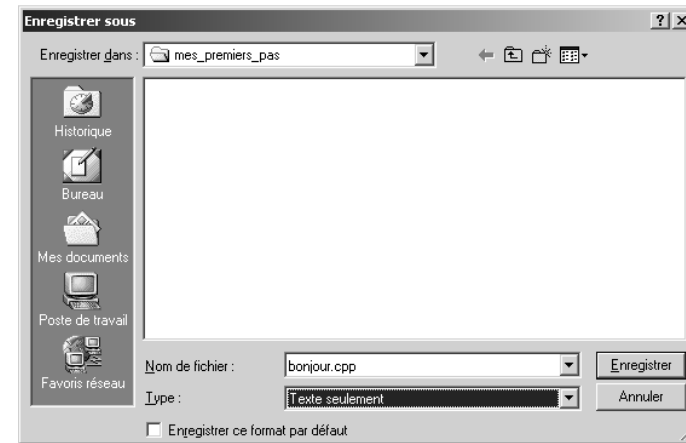 Enregistrer sous
Enregistrer dans :
mes_premiers_pas
Historique
Bureau
Mes documents
Poste de travail
Favoris réseau
Nom de fichier :
bonjour.cpp
Enregistrer
Type :
Texte seulement
Annuler
Enregistrer ce format par défaut